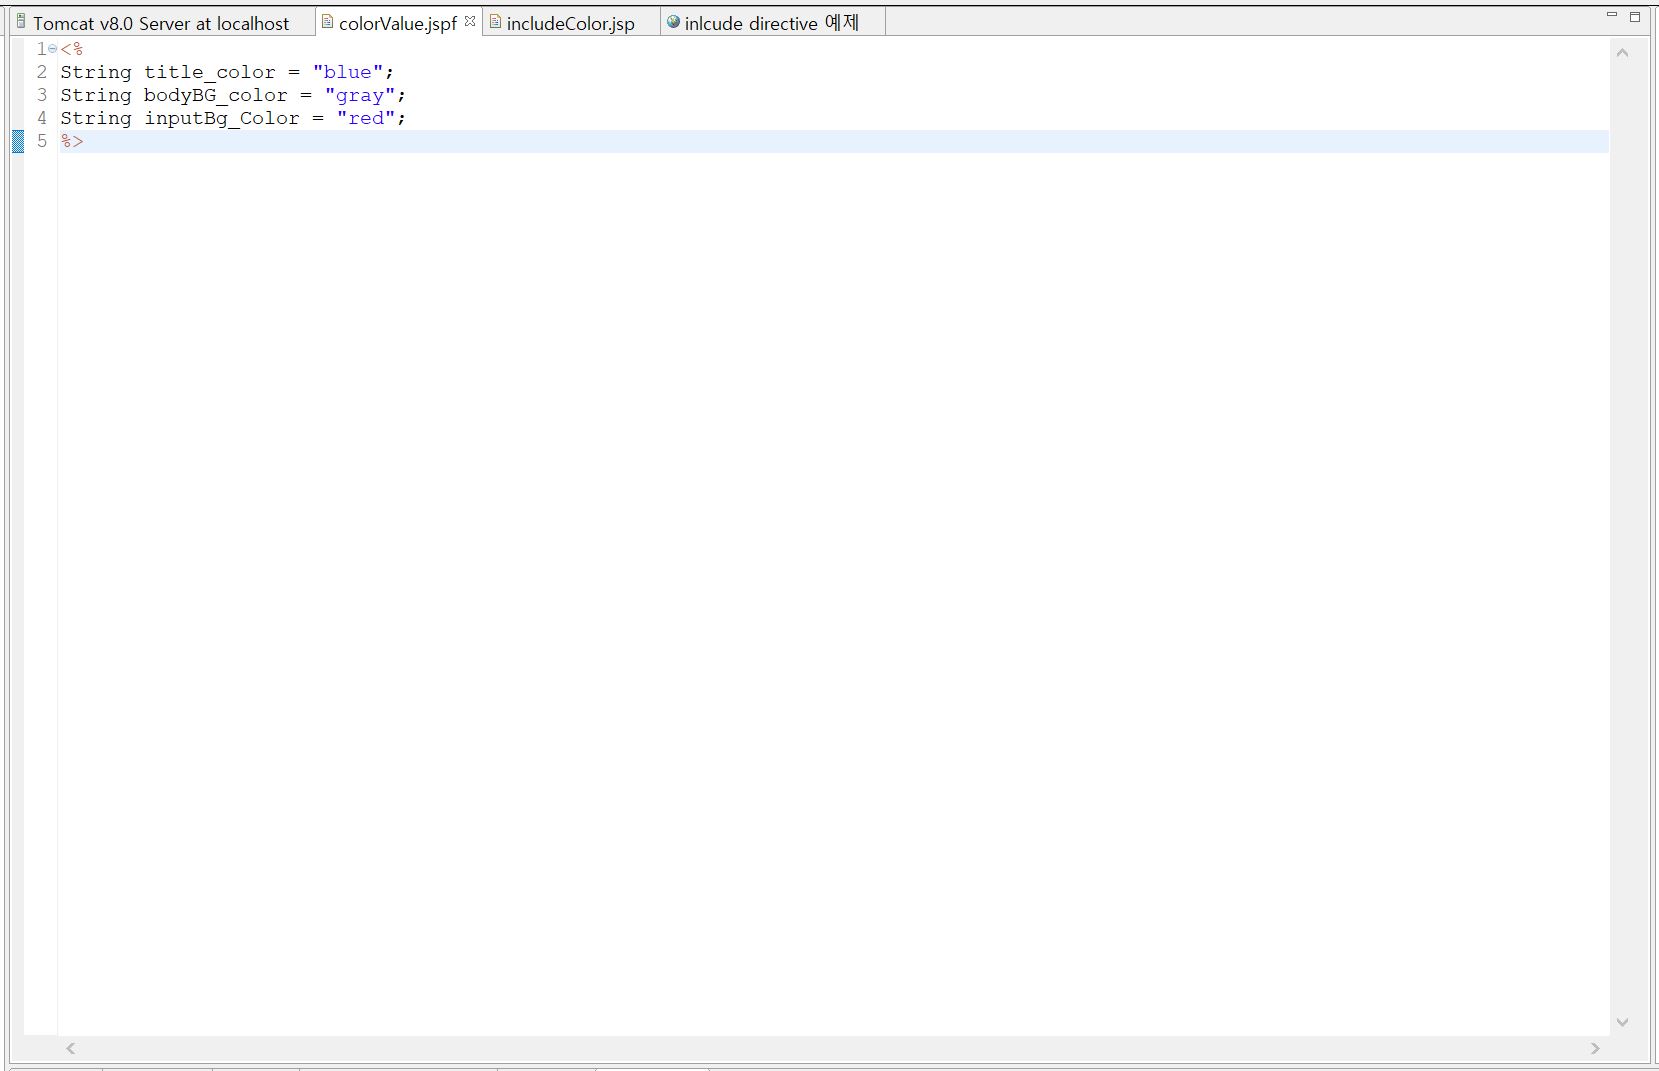 Tomcat v8.0 Server at localhost colorValue.jspf includeColor.jsp inlcude directive 예제
1 <%
2 String title_color = "blue";
3 String bodyBG_color = "gray";
4 String inputBg_Color = "red";
5 %>